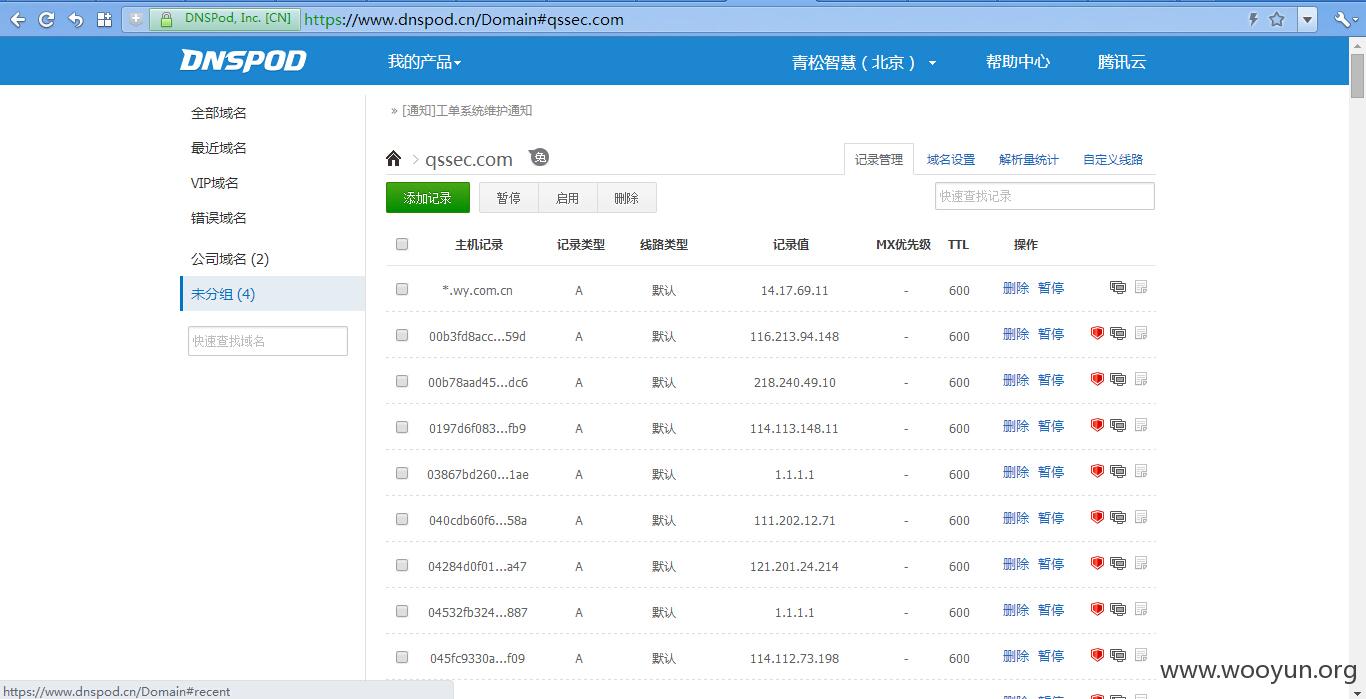 DNSPod, Inc. [CN] https://www.dnspod.cn/Domain#qssec.com
DNSPOD 我的产品 青松智慧（北京） 帮助中心 腾讯云
全部域名
最近域名
VIP域名
错误域名
公司域名 (2)
未分组 (4)
快速查找域名
» [通知]工单系统维护通知
qssec.com 免 记录管理 域名设置 解析量统计 自定义线路
添加记录 暂停 启用 删除 快速查找记录
主机记录 记录类型 线路类型 记录值 MX优先级 TTL 操作
*.wy.com.cn A 默认 14.17.69.11 - 600 删除 暂停
00b3fd8acc...59d A 默认 116.213.94.148 - 600 删除 暂停
00b78aad45...dc6 A 默认 218.240.49.10 - 600 删除 暂停
0197d6f083...fb9 A 默认 114.113.148.11 - 600 删除 暂停
03867bd260...1ae A 默认 1.1.1.1 - 600 删除 暂停
040cdb60f6...58a A 默认 111.202.12.71 - 600 删除 暂停
04284d0f01...a47 A 默认 121.201.24.214 - 600 删除 暂停
04532fb324...887 A 默认 1.1.1.1 - 600 删除 暂停
045fc9330a...f09 A 默认 114.112.73.198 - 600 删除 暂停
www.wooyun.org
https://www.dnspod.cn/Domain#recent